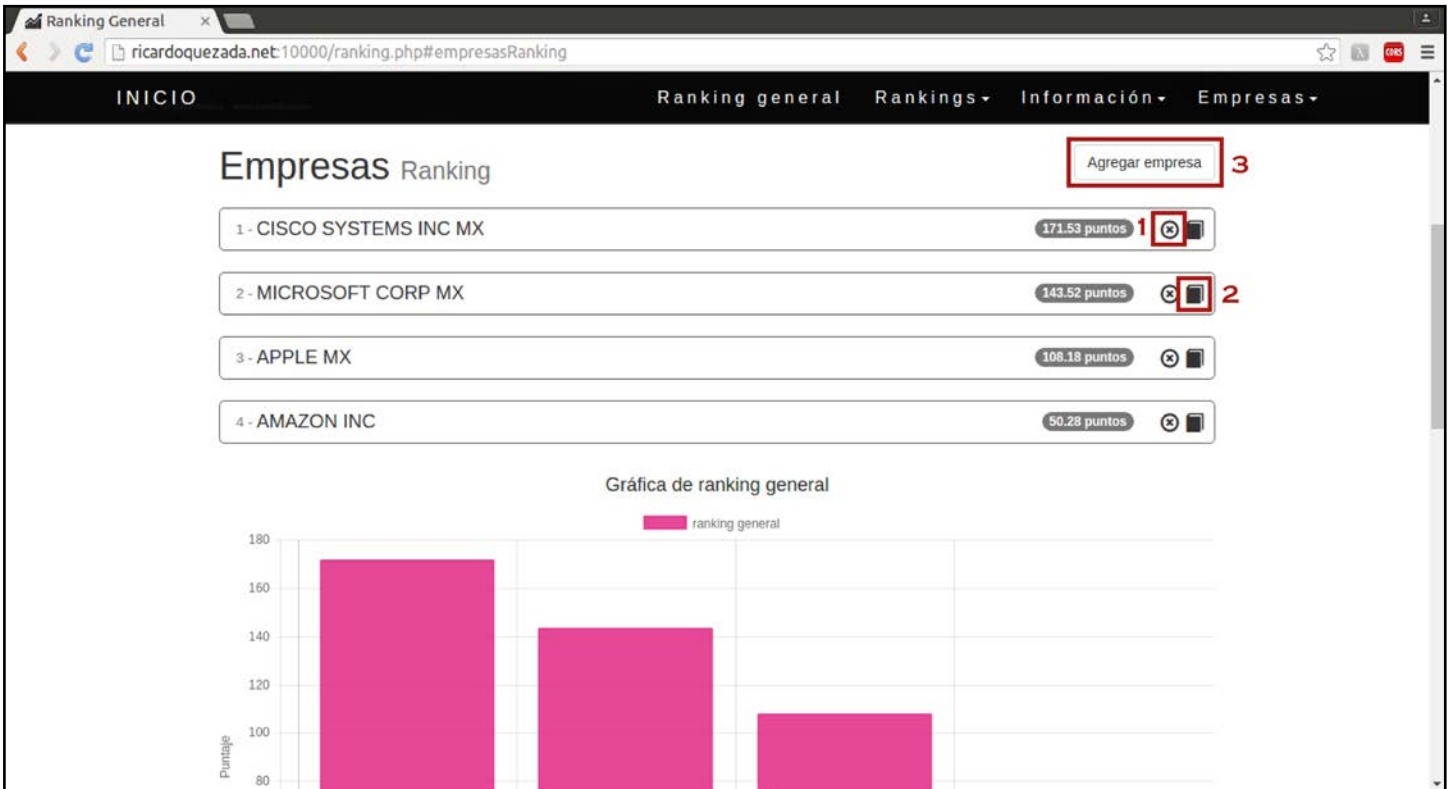 Ranking General
ricardoquezada.net:10000/ranking.php#empresasRanking
CORS
INICIO Ranking general Rankings Información Empresas
Empresas Ranking
Agregar empresa 3
1 - CISCO SYSTEMS INC MX 171.53 puntos 1
2 - MICROSOFT CORP MX 143.52 puntos 2
3 - APPLE MX 108.18 puntos
4 - AMAZON INC 50.28 puntos
Gráfica de ranking general
ranking general
180
160
140
120
100
80
Puntaje